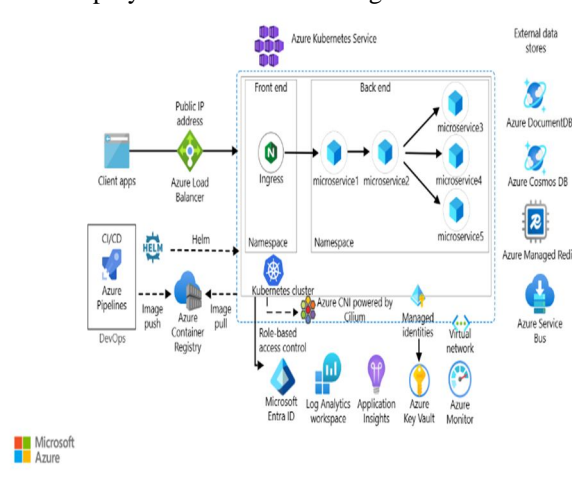 Azure Kubernetes Service
External data
stores
Front end
Back end
Public IP
address
microservice3
Azure DocumentDB
Client apps
Azure Load
Balancer
Ingress
microservice1
microservice2
microservice4
Azure Cosmos DB
CI/CD
HELM
Helm
Namespace
Namespace
microservice5
Azure Managed Redi
Azure
Pipelines
Image
push
Azure
Container
Registry
Image
pull
Kubernetes cluster
Azure CNI powered by
Cilium
Managed
identities
Virtual
network
Azure Service
Bus
DevOps
Role-based
access control
Microsoft
Entra ID
Log Analytics
workspace
Application
Insights
Azure
Key Vault
Azure
Monitor
Microsoft
Azure